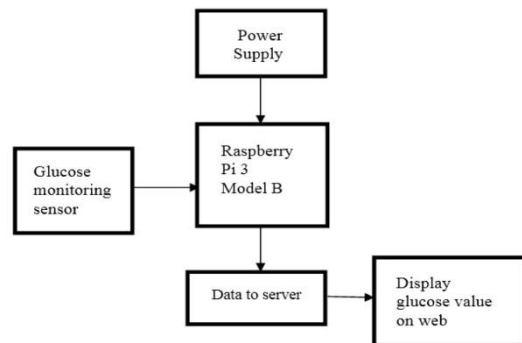 Power
Supply
Raspberry
Pi 3
Model B
Glucose
monitoring
sensor
Data to server
Display
glucose value
on web